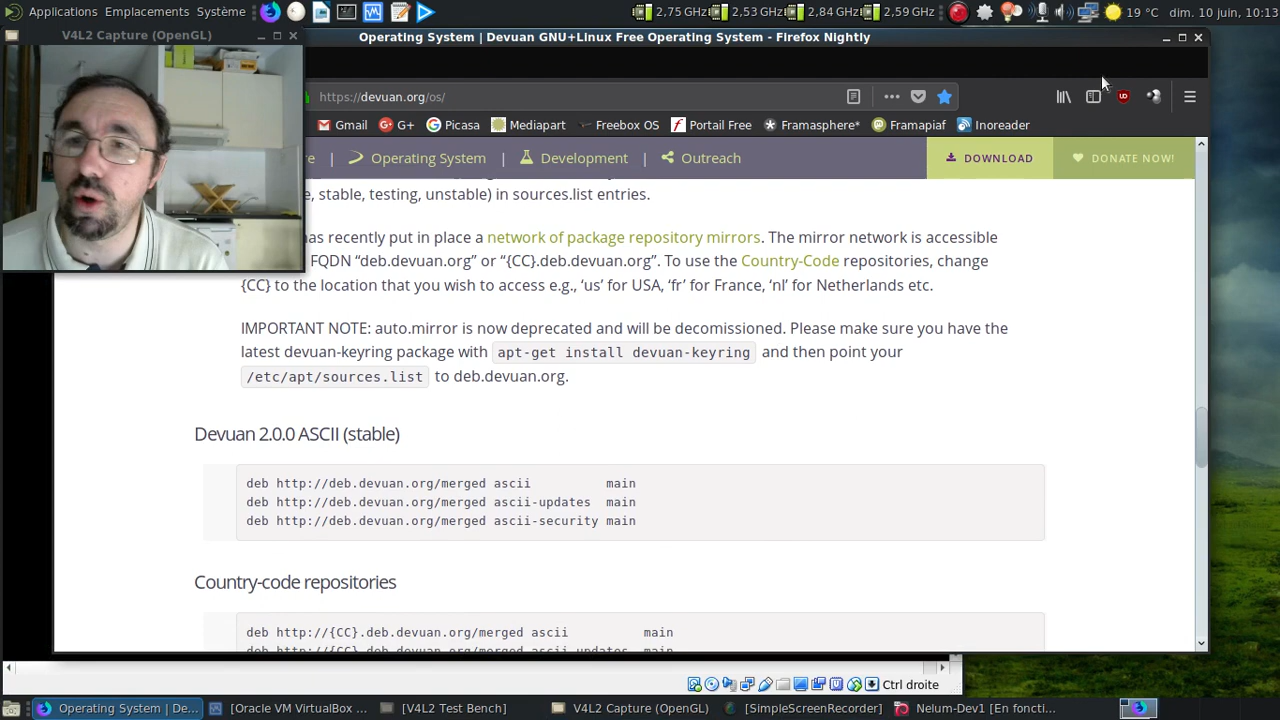 Applications Emplacements Système 2,75 GHz 2,53 GHz 2,84 GHz 2,59 GHz 19 °C dim. 10 juin, 10:13
V4L2 Capture (OpenGL)
Operating System | Devuan GNU+Linux Free Operating System - Firefox Nightly
https://devuan.org/os/
Gmail G+ Picasa Mediapart Freebox OS Portail Free Framasphere* Framapiaf Inoreader
re | Operating System | Development | Outreach DOWNLOAD DONATE NOW!
e, stable, testing, unstable) in sources.list entries.
has recently put in place a network of package repository mirrors. The mirror network is accessible
FQDN “deb.devuan.org” or “{CC}.deb.devuan.org”. To use the Country-Code repositories, change
{CC} to the location that you wish to access e.g., ‘us’ for USA, ‘fr’ for France, ‘nl’ for Netherlands etc.
IMPORTANT NOTE: auto.mirror is now deprecated and will be decomissioned. Please make sure you have the
latest devuan-keyring package with apt-get install devuan-keyring and then point your
/etc/apt/sources.list to deb.devuan.org.
Devuan 2.0.0 ASCII (stable)
deb http://deb.devuan.org/merged ascii main
deb http://deb.devuan.org/merged ascii-updates main
deb http://deb.devuan.org/merged ascii-security main
Country-code repositories
deb http://{CC}.deb.devuan.org/merged ascii main
deb http://{CC}.deb.devuan.org/merged ascii-updates main
Ctrl droite
Operating System | De... [Oracle VM VirtualBox ... [V4L2 Test Bench] V4L2 Capture (OpenGL) [SimpleScreenRecorder] Nelum-Dev1 [En foncti...